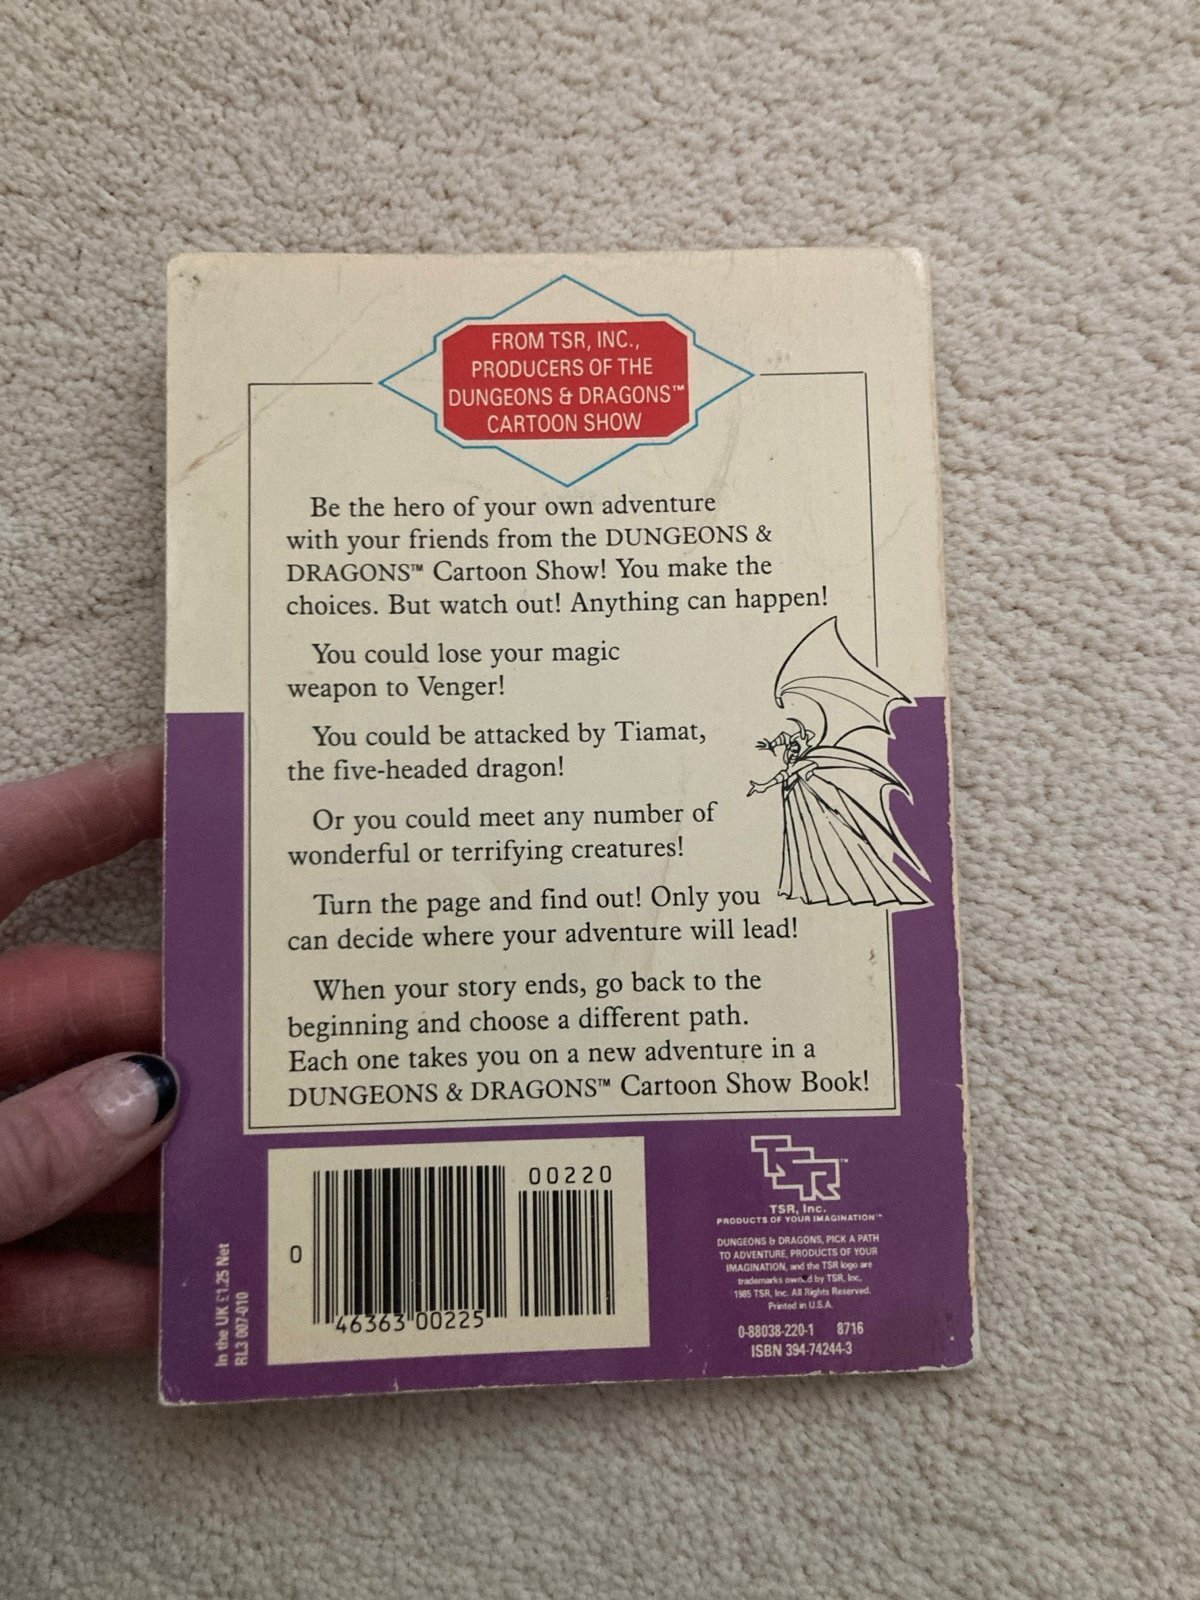 FROM TSR, INC.,
PRODUCERS OF THE
DUNGEONS & DRAGONS™
CARTOON SHOW
Be the hero of your own adventure
with your friends from the DUNGEONS &
DRAGONS™ Cartoon Show! You make the
choices. But watch out! Anything can happen!
You could lose your magic
weapon to Venger!
You could be attacked by Tiamat,
the five-headed dragon!
Or you could meet any number of
wonderful or terrifying creatures!
Turn the page and find out! Only you
can decide where your adventure will lead!
When your story ends, go back to the
beginning and choose a different path.
Each one takes you on a new adventure in a
DUNGEONS & DRAGONS™ Cartoon Show Book!
In the UK £1.25 Net
RL3 007-010
00220
0
46363 00225
TSR™
TSR, Inc.
PRODUCTS OF YOUR IMAGINATION™
DUNGEONS & DRAGONS, PICK A PATH
TO ADVENTURE, PRODUCTS OF YOUR
IMAGINATION, and the TSR logo are
trademarks owned by TSR, Inc.
1985 TSR, Inc. All Rights Reserved.
Printed in U.S.A.
0-88038-220-1 8716
ISBN 394-74244-3